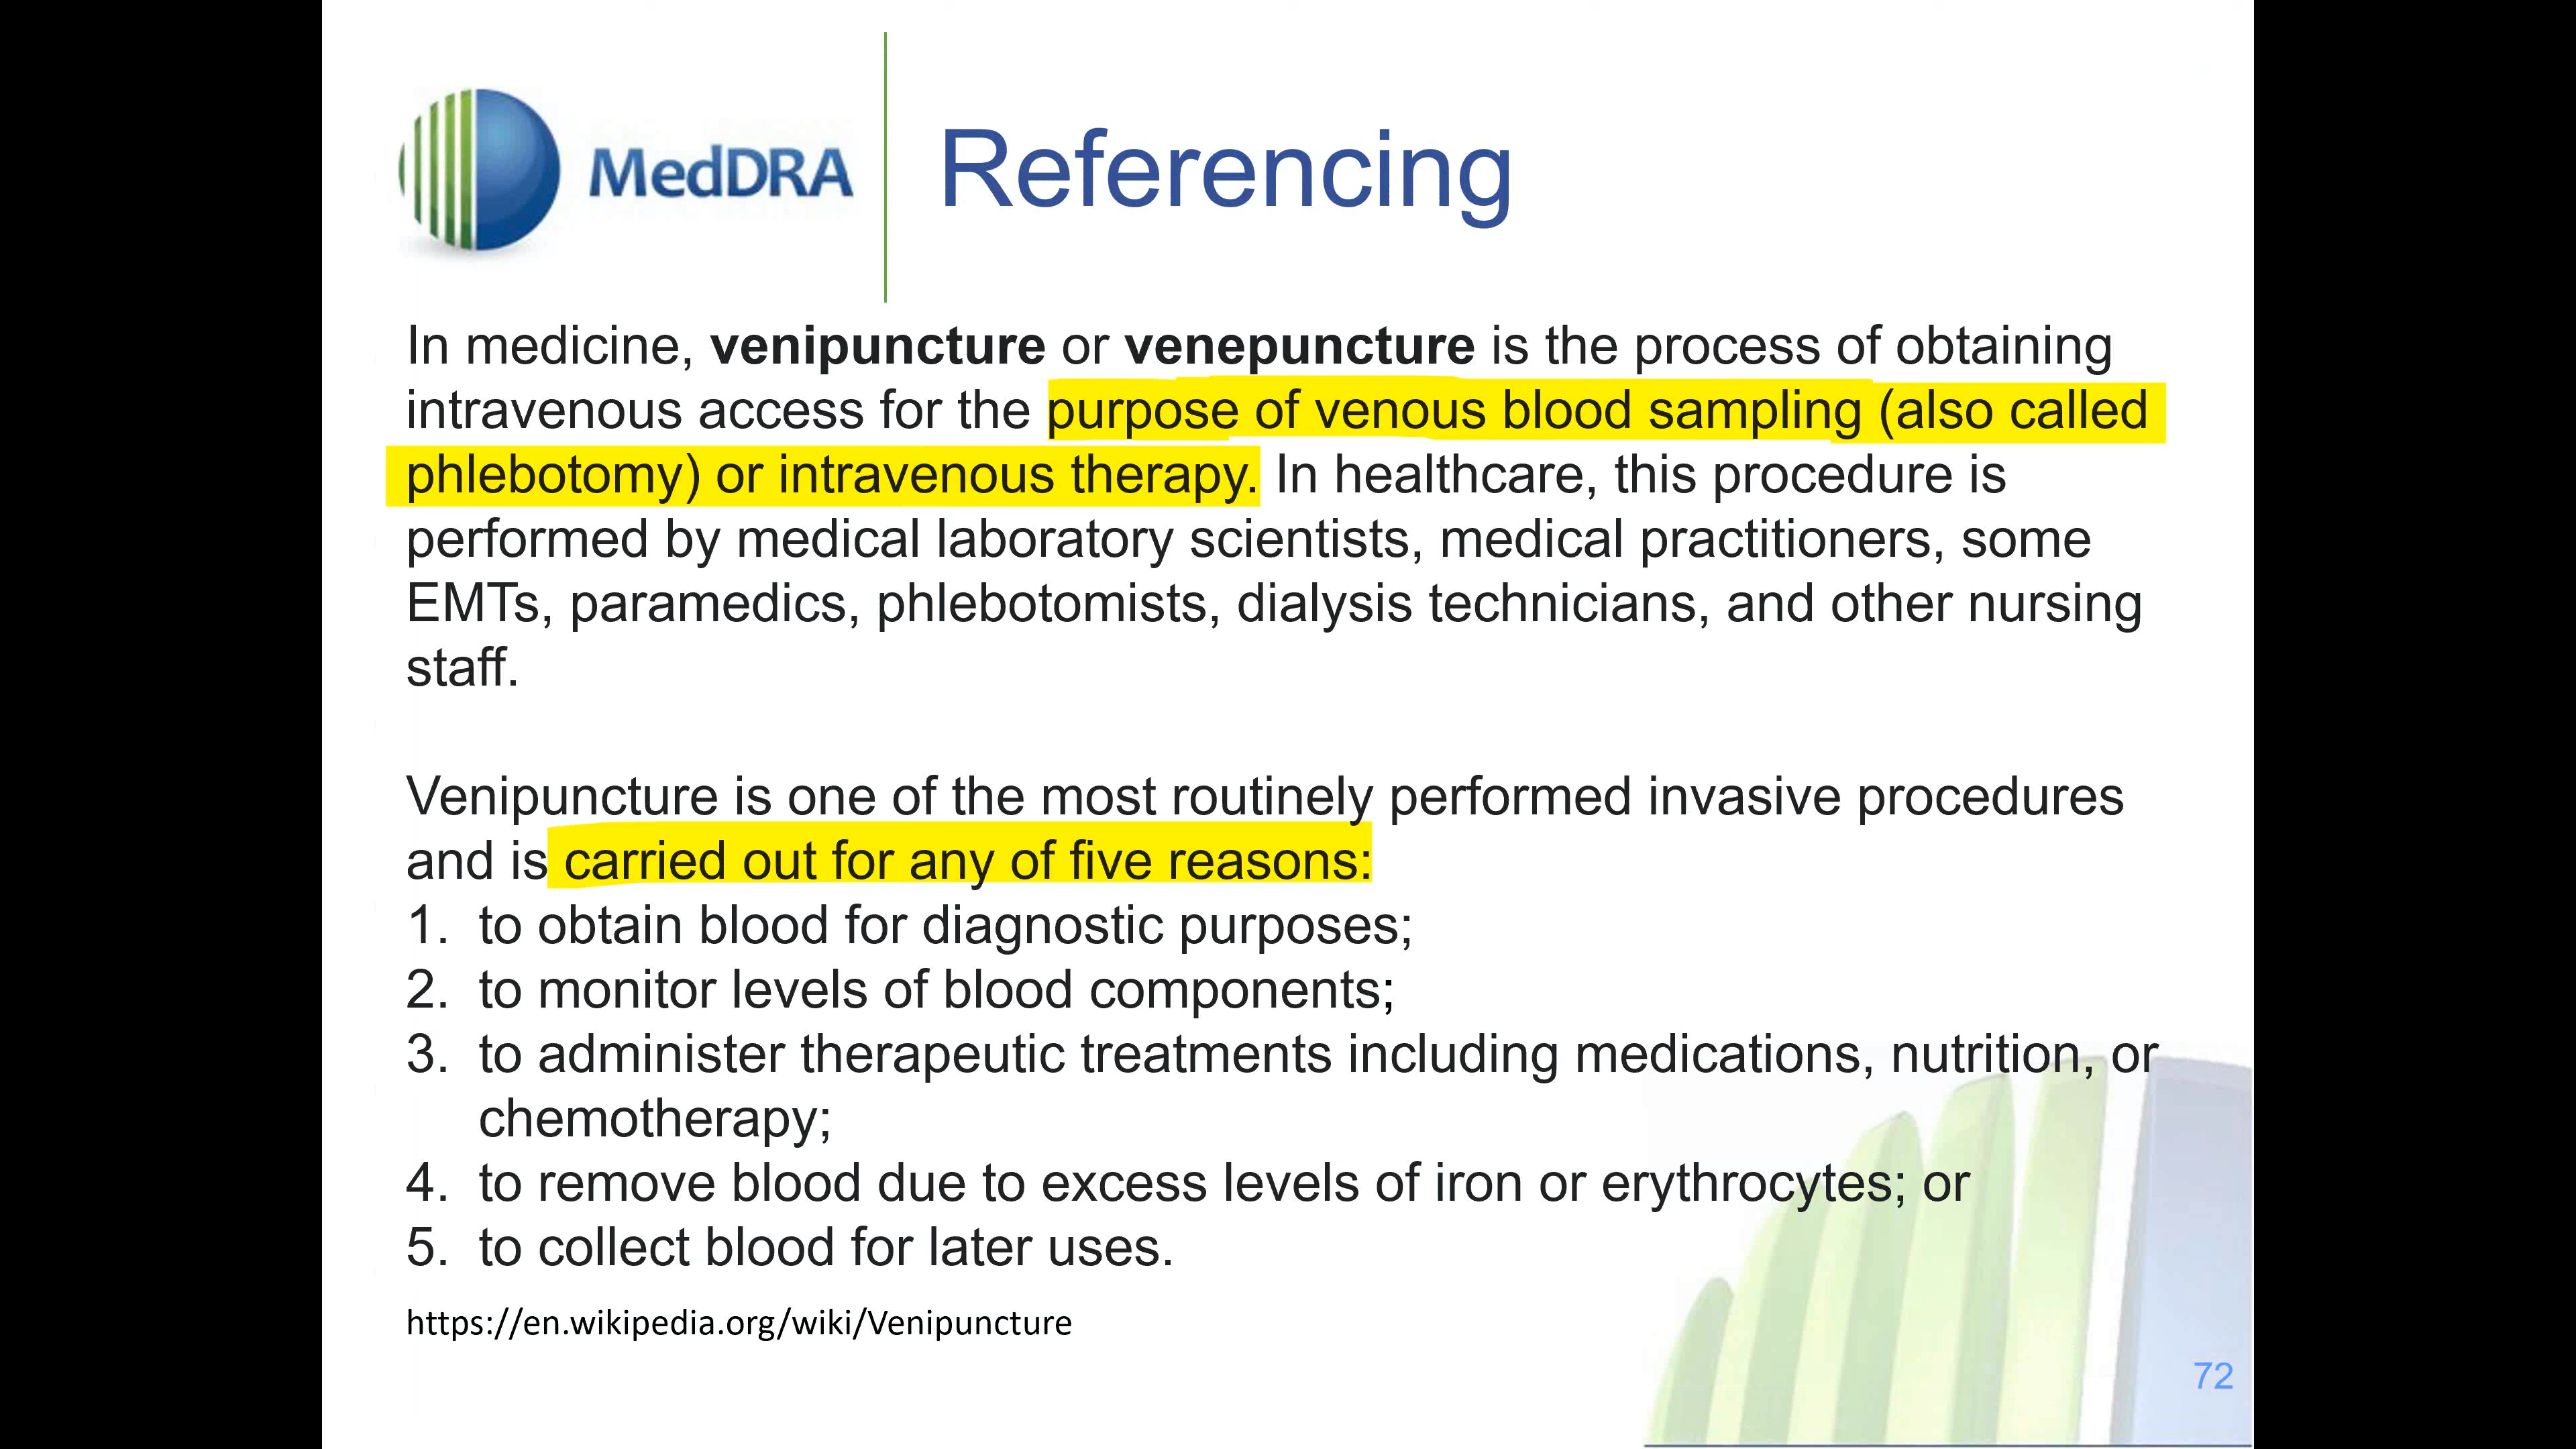 MedDRA
Referencing
In medicine, venipuncture or venepuncture is the process of obtaining
intravenous access for the purpose of venous blood sampling (also called
phlebotomy) or intravenous therapy. In healthcare, this procedure is
performed by medical laboratory scientists, medical practitioners, some
EMTs, paramedics, phlebotomists, dialysis technicians, and other nursing
staff.
Venipuncture is one of the most routinely performed invasive procedures
and is carried out for any of five reasons:
1. to obtain blood for diagnostic purposes;
2. to monitor levels of blood components;
3. to administer therapeutic treatments including medications, nutrition, or
chemotherapy;
4. to remove blood due to excess levels of iron or erythrocytes; or
5. to collect blood for later uses.
https://en.wikipedia.org/wiki/Venipuncture
72